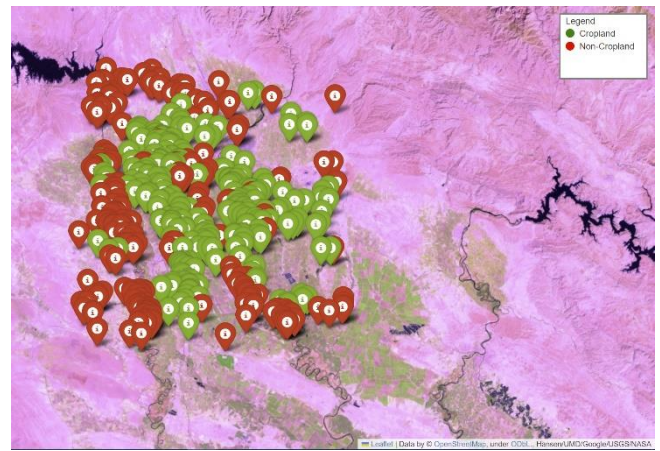 Legend
Cropland
Non-Cropland
Leaflet | Data by © OpenStreetMap, under ODbL., Hansen/UMD/Google/USGS/NASA